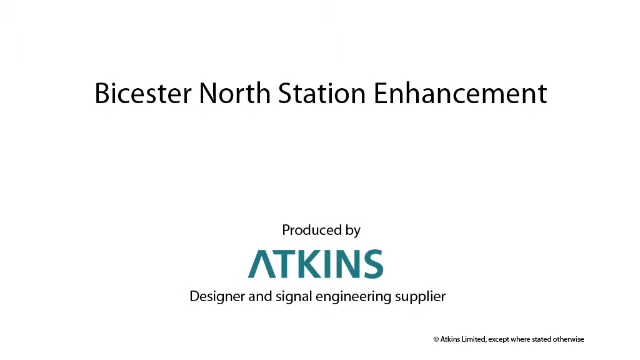 Bicester North Station Enhancement
Produced by
ATKINS
Designer and signal engineering supplier
© Atkins Limited, except where stated otherwise